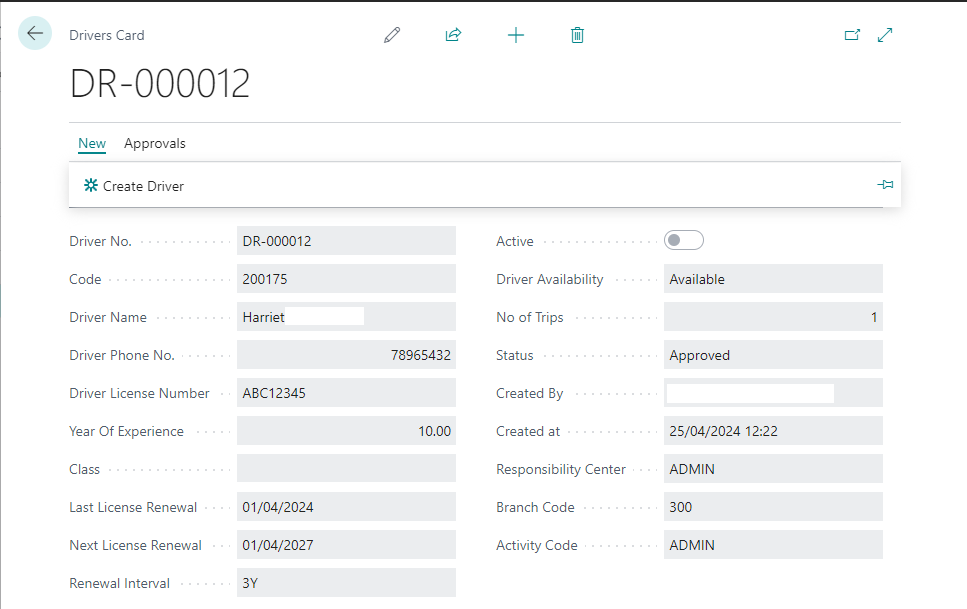 Drivers Card
DR-000012
New Approvals
Create Driver
Driver No. DR-000012
Code 200175
Driver Name Harriet
Driver Phone No. 78965432
Driver License Number ABC12345
Year Of Experience 10.00
Class
Last License Renewal 01/04/2024
Next License Renewal 01/04/2027
Renewal Interval 3Y
Active
Driver Availability Available
No of Trips 1
Status Approved
Created By
Created at 25/04/2024 12:22
Responsibility Center ADMIN
Branch Code 300
Activity Code ADMIN